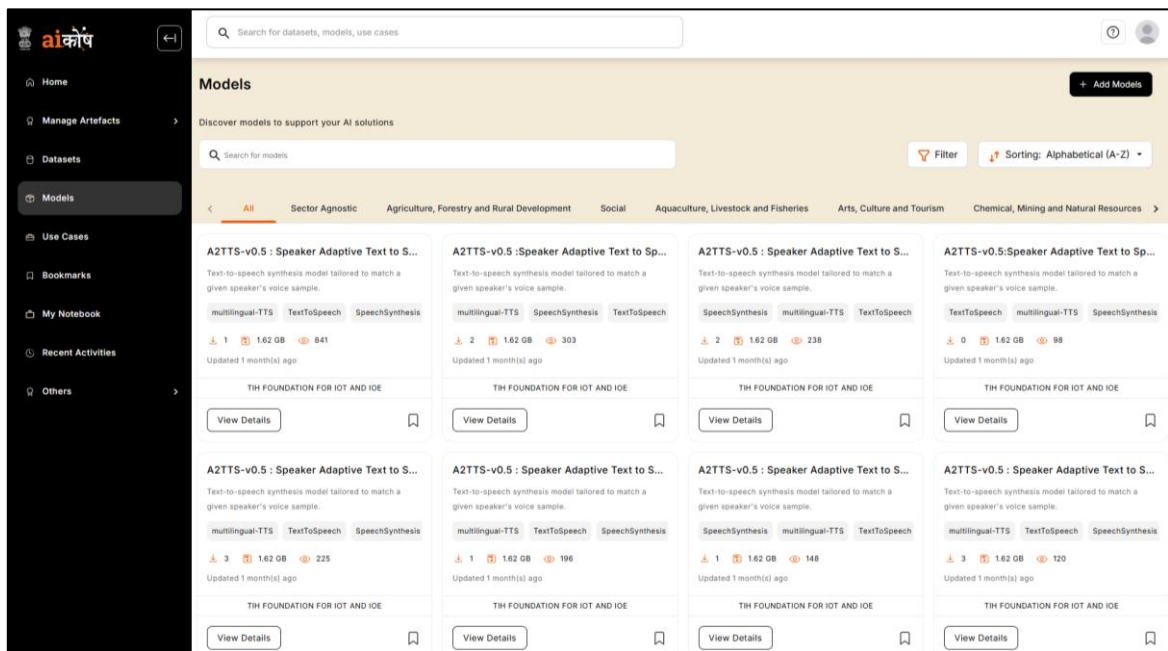 aiकोष
Search for datasets, models, use cases
Home
Manage Artefacts
Datasets
Models
Use Cases
Bookmarks
My Notebook
Recent Activities
Others
Models
+ Add Models
Discover models to support your AI solutions
Search for models
Filter
Sorting: Alphabetical (A-Z)
All Sector Agnostic Agriculture, Forestry and Rural Development Social Aquaculture, Livestock and Fisheries Arts, Culture and Tourism Chemical, Mining and Natural Resources
A2TTS-v0.5 : Speaker Adaptive Text to S...
Text-to-speech synthesis model tailored to match a
given speaker's voice sample.
multilingual-TTS TextToSpeech SpeechSynthesis
1 1.62 GB 841
Updated 1 month(s) ago
TIH FOUNDATION FOR IOT AND IOE
View Details
A2TTS-v0.5 :Speaker Adaptive Text to Sp...
Text-to-speech synthesis model tailored to match a
given speaker's voice sample.
multilingual-TTS SpeechSynthesis TextToSpeech
2 1.62 GB 303
Updated 1 month(s) ago
TIH FOUNDATION FOR IOT AND IOE
View Details
A2TTS-v0.5 : Speaker Adaptive Text to S...
Text-to-speech synthesis model tailored to match a
given speaker's voice sample.
SpeechSynthesis multilingual-TTS TextToSpeech
2 1.62 GB 238
Updated 1 month(s) ago
TIH FOUNDATION FOR IOT AND IOE
View Details
A2TTS-v0.5:Speaker Adaptive Text to Sp...
Text-to-speech synthesis model tailored to match a
given speaker's voice sample.
TextToSpeech multilingual-TTS SpeechSynthesis
0 1.62 GB 98
Updated 1 month(s) ago
TIH FOUNDATION FOR IOT AND IOE
View Details
A2TTS-v0.5 : Speaker Adaptive Text to S...
Text-to-speech synthesis model tailored to match a
given speaker's voice sample.
multilingual-TTS TextToSpeech SpeechSynthesis
3 1.62 GB 225
Updated 1 month(s) ago
TIH FOUNDATION FOR IOT AND IOE
View Details
A2TTS-v0.5 : Speaker Adaptive Text to S...
Text-to-speech synthesis model tailored to match a
given speaker's voice sample.
multilingual-TTS TextToSpeech SpeechSynthesis
1 1.62 GB 196
Updated 1 month(s) ago
TIH FOUNDATION FOR IOT AND IOE
View Details
A2TTS-v0.5 : Speaker Adaptive Text to S...
Text-to-speech synthesis model tailored to match a
given speaker's voice sample.
SpeechSynthesis multilingual-TTS TextToSpeech
1 1.62 GB 148
Updated 1 month(s) ago
TIH FOUNDATION FOR IOT AND IOE
View Details
A2TTS-v0.5 : Speaker Adaptive Text to S...
Text-to-speech synthesis model tailored to match a
given speaker's voice sample.
multilingual-TTS TextToSpeech SpeechSynthesis
3 1.62 GB 120
Updated 1 month(s) ago
TIH FOUNDATION FOR IOT AND IOE
View Details